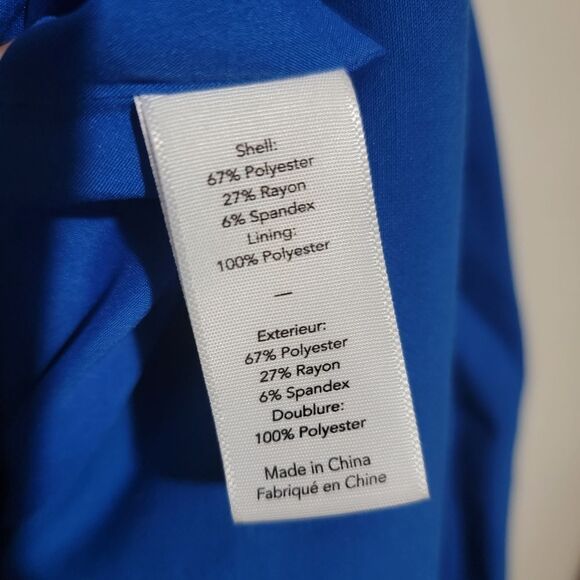 Shell:
67% Polyester
27% Rayon
6% Spandex
Lining:
100% Polyester
—
Exterieur:
67% Polyester
27% Rayon
6% Spandex
Doublure:
100% Polyester
Made in China
Fabriqué en Chine